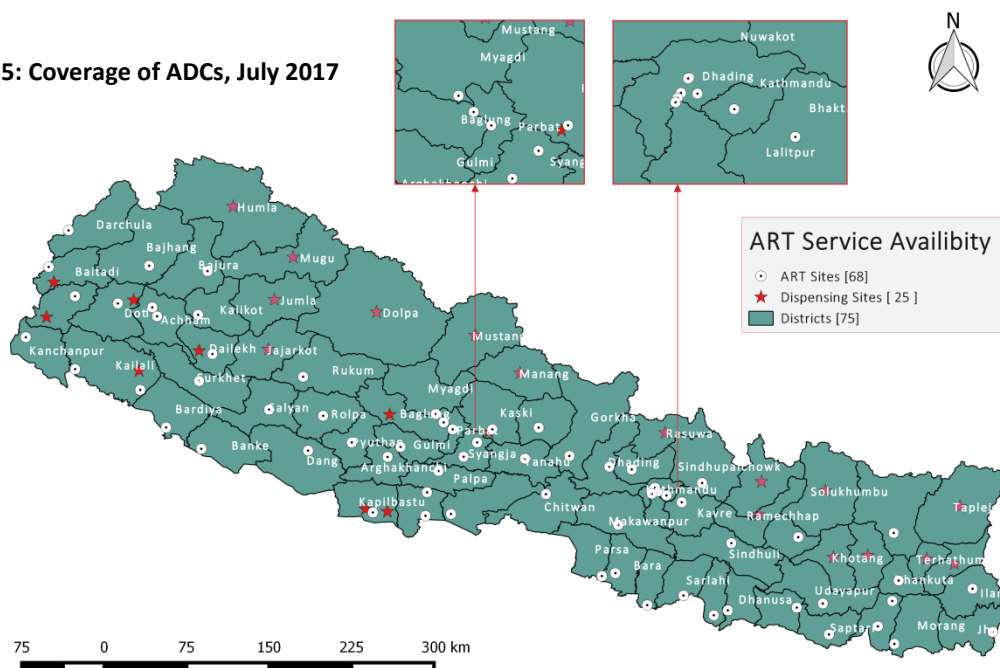 5: Coverage of ADCs, July 2017
N
Mustang
Myagdi
Baglung
Parbat
Gulmi
Syang
Nuwakot
Dhading
Kathmandu
Bhakt
Lalitpur
ART Service Availibity
ART Sites [68]
Dispensing Sites [ 25 ]
Districts [75]
Humla
Darchula
Bajhang
Bajura
Mugu
Baitadi
Jumla
Doti
Achham
Kalikot
Dolpa
Mustang
Kanchanpur
Dailekh
Jajarkot
Kailali
Surkhet
Rukum
Manang
Myagdi
Bardiya
Salyan
Rolpa
Baglung
Kaski
Gorkha
Parbat
Rasuwa
Banke
Dang
Pyuthan
Gulmi
Syangja
Tanahu
Dhading
Sindhupalchowk
Arghakhanchi
Palpa
Kapilbastu
Chitwan
Kavre
Solukhumbu
Taplej
Makawanpur
Ramechhap
Parsa
Bara
Sindhuli
Khotang
Terhathum
Sarlahi
Udayapur
Dhankuta
Ilam
Dhanusa
Saptari
Morang
Jh
75 0 75 150 225 300 km